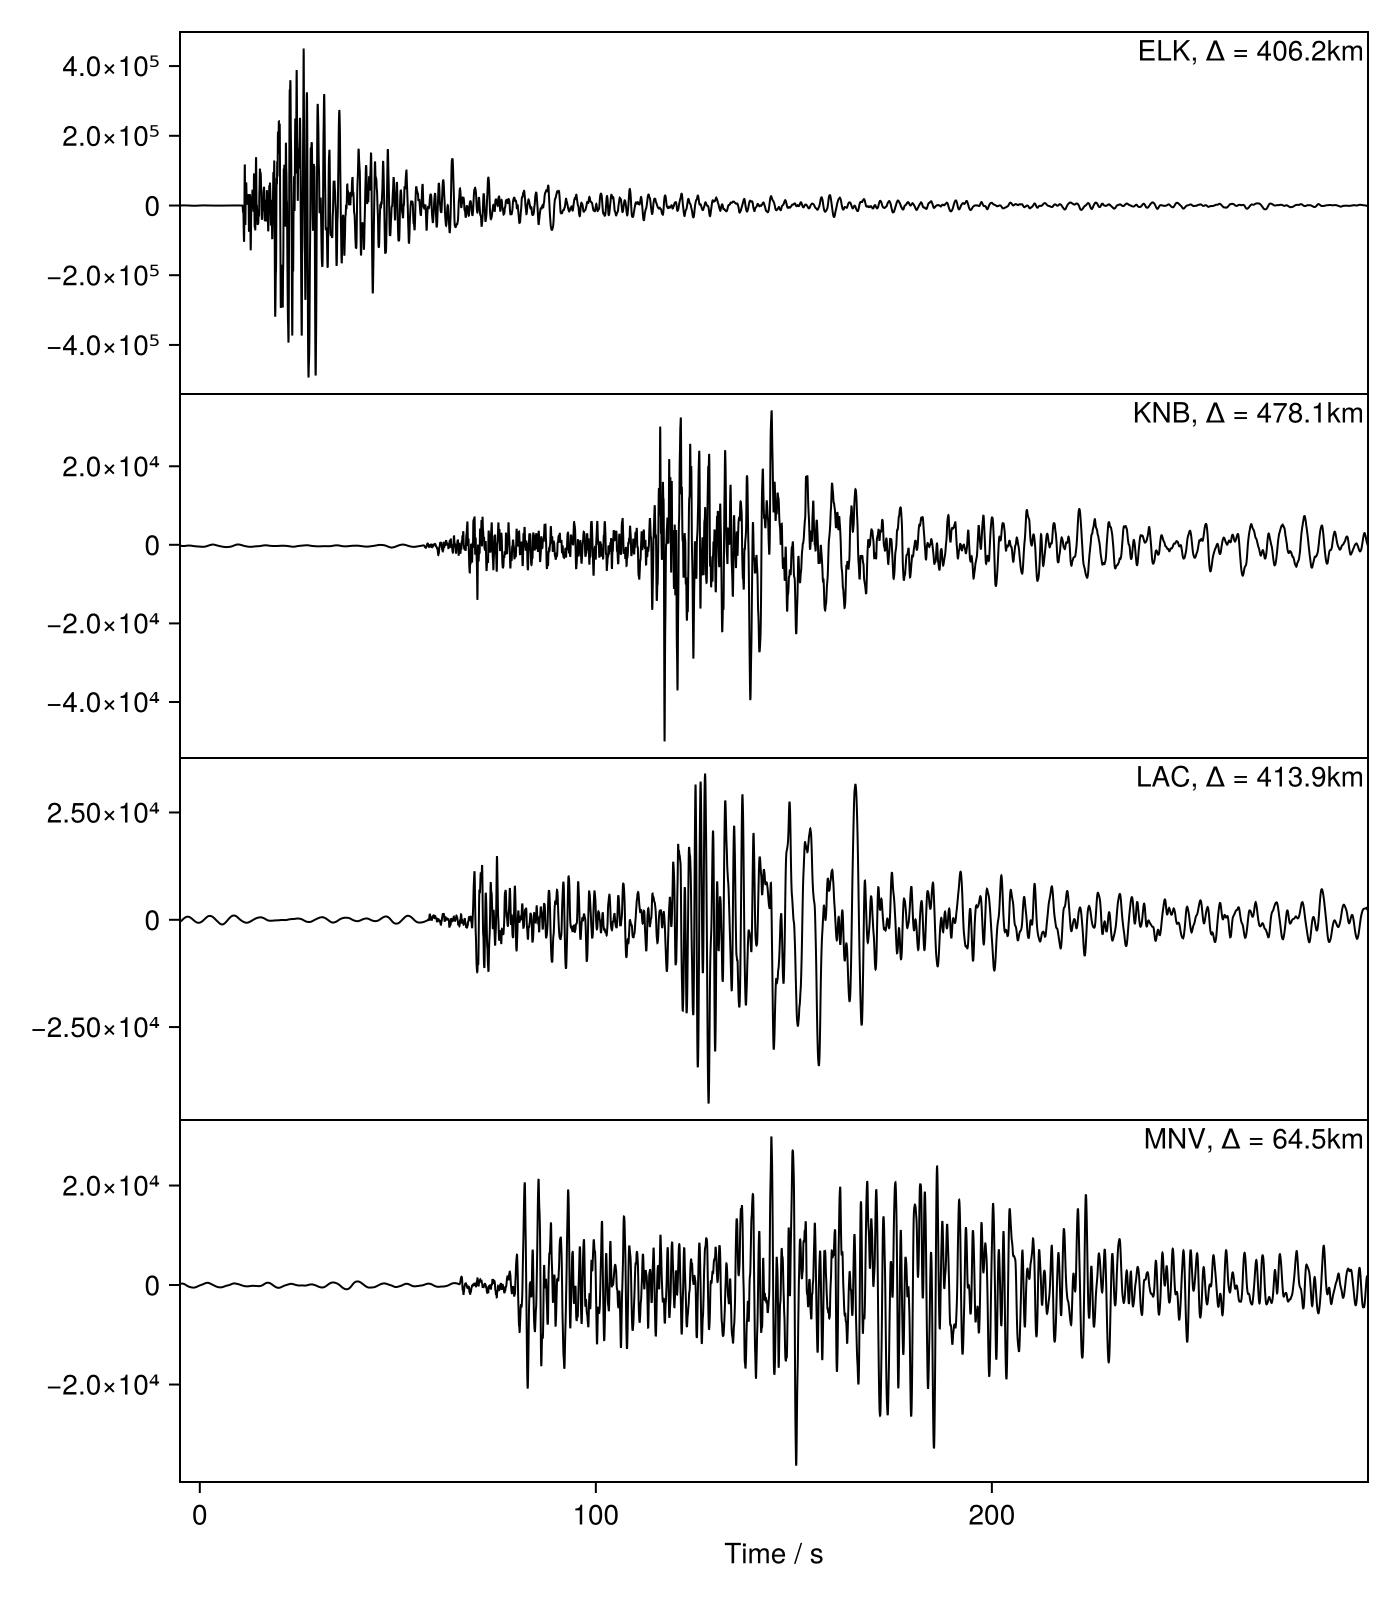 ELK, Δ = 406.2km
4.0×10⁵
2.0×10⁵
0
−2.0×10⁵
−4.0×10⁵
KNB, Δ = 478.1km
2.0×10⁴
0
−2.0×10⁴
−4.0×10⁴
LAC, Δ = 413.9km
2.50×10⁴
0
−2.50×10⁴
MNV, Δ = 64.5km
2.0×10⁴
0
−2.0×10⁴
0 100 200
Time / s